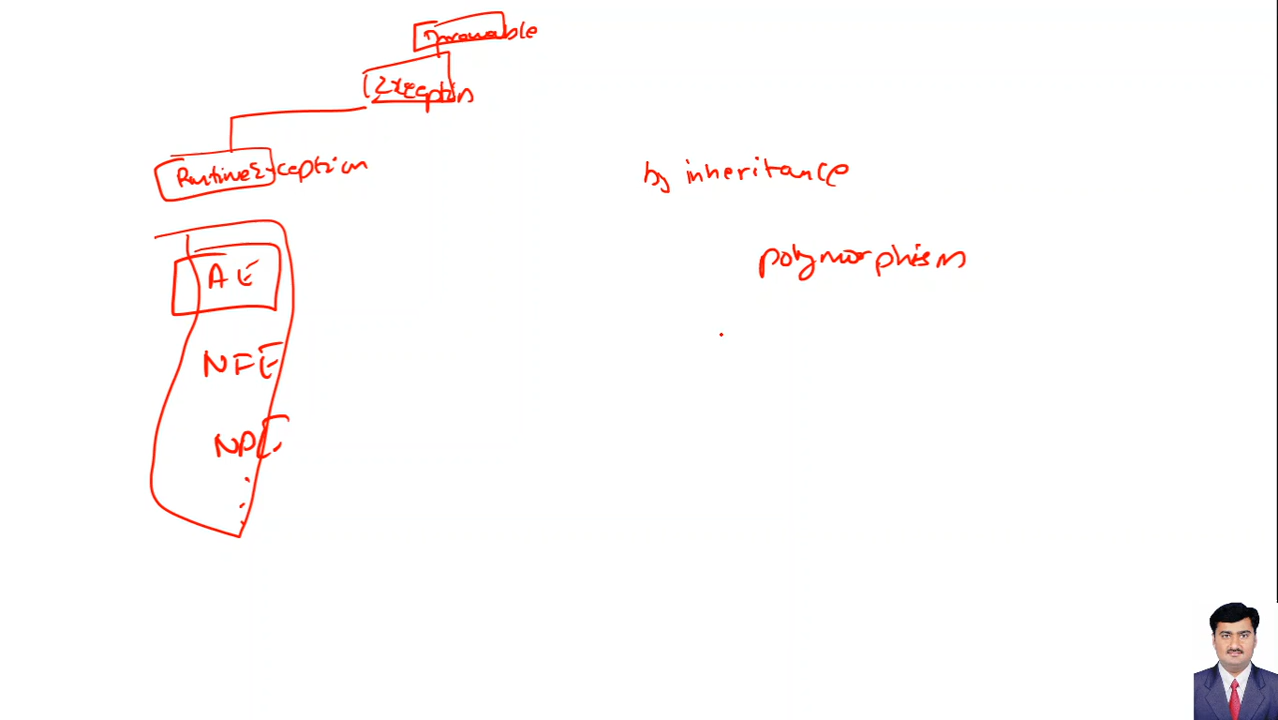 Throwable
Exception
RuntimeException
by inheritance
polymorphism
AE
NFE
NPE